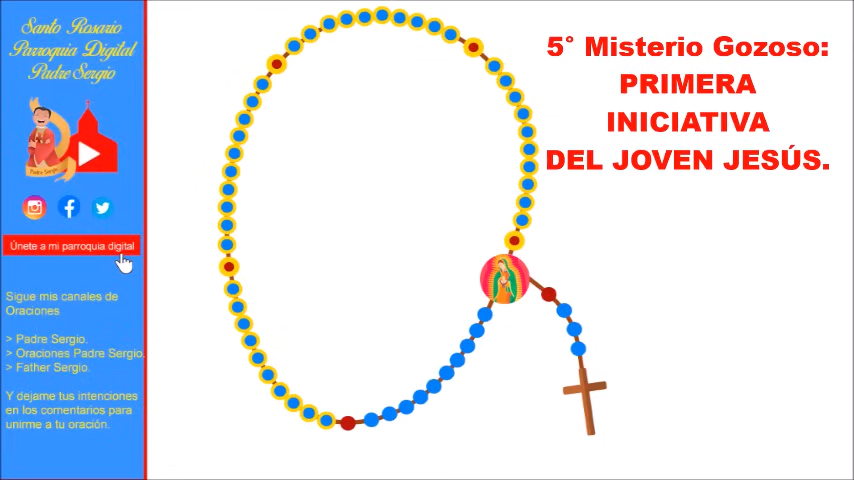 Santo Rosario
Parroquia Digital
Padre Sergio
Padre Sergio
Únete a mi parroquia digital
Sigue mis canales de
Oraciones
> Padre Sergio.
> Oraciones Padre Sergio.
> Father Sergio.
Y dejame tus intenciones
en los comentarios para
unirme a tu oración.
5° Misterio Gozoso:
PRIMERA
INICIATIVA
DEL JOVEN JESÚS.